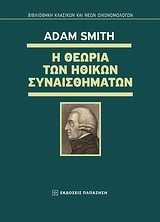 ΒΙΒΛΙΟΘΗΚΗ ΚΛΑΣΙΚΩΝ ΚΑΙ ΝΕΩΝ ΟΙΚΟΝΟΜΟΛΟΓΩΝ
ADAM SMITH
Η ΘΕΩΡΙΑ
ΤΩΝ ΗΘΙΚΩΝ
ΣΥΝΑΙΣΘΗΜΑΤΩΝ
ΕΚΔΟΣΕΙΣ ΠΑΠΑΖΗΣΗ